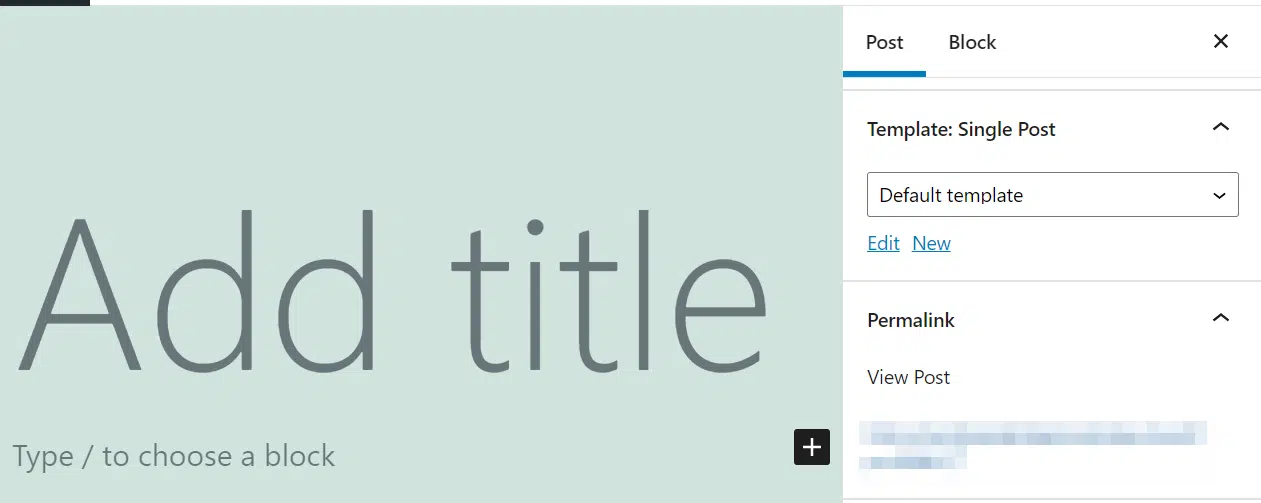 Add title
Type / to choose a block
Post Block
Template: Single Post
Default template
Edit New
Permalink
View Post